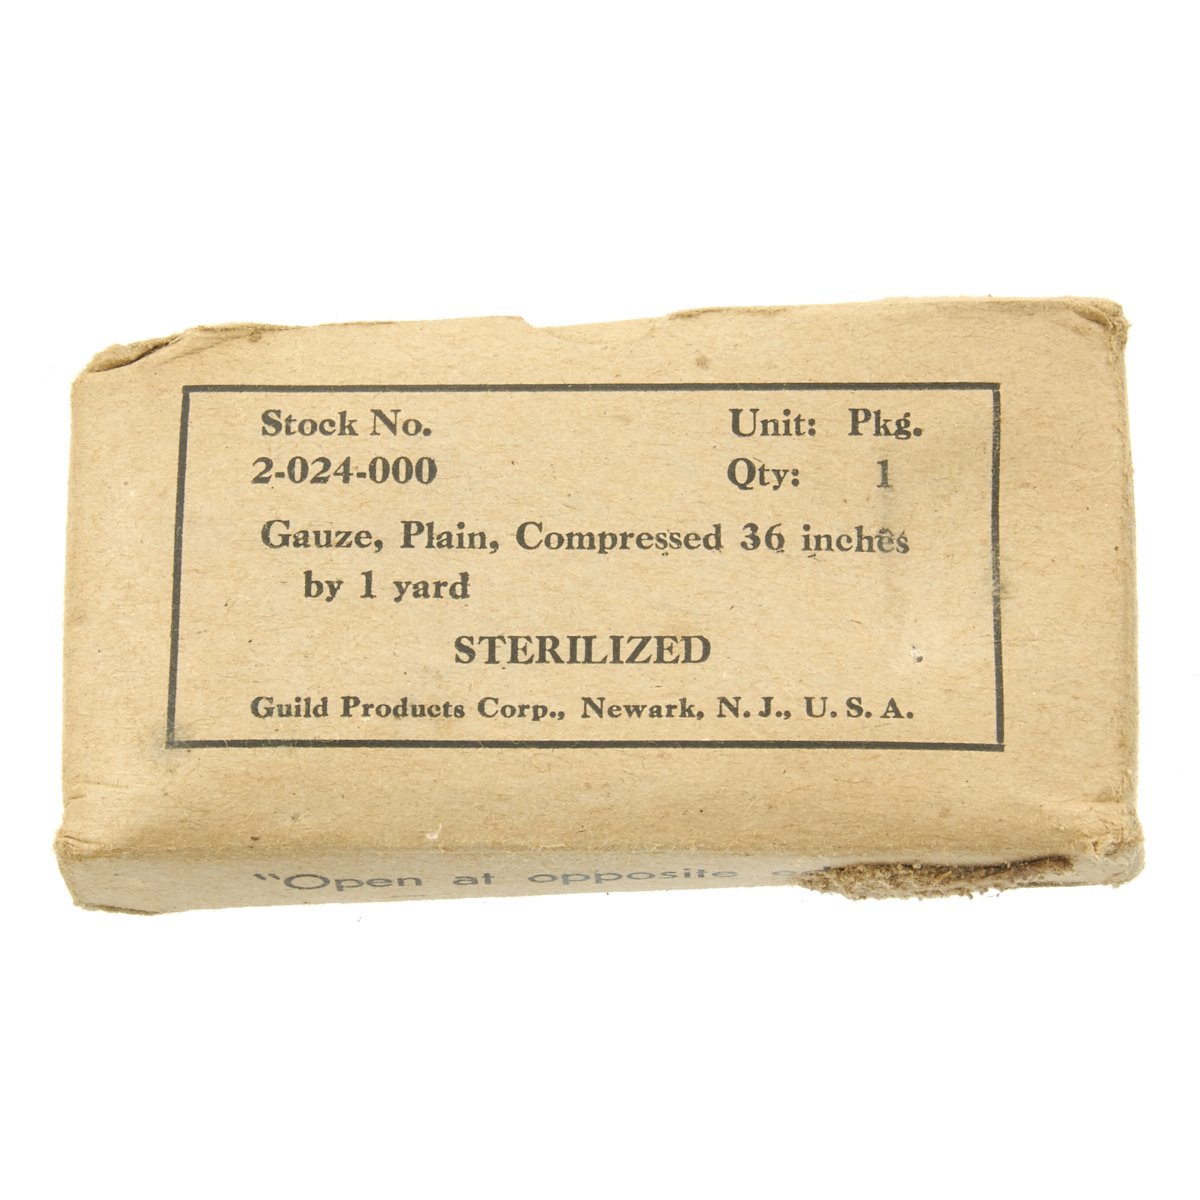 Stock No.
2-024-000
Unit: Pkg.
Qty: 1
Gauze, Plain, Compressed 36 inches
by 1 yard
STERILIZED
Guild Products Corp., Newark, N. J., U. S. A.
"Open at opposite